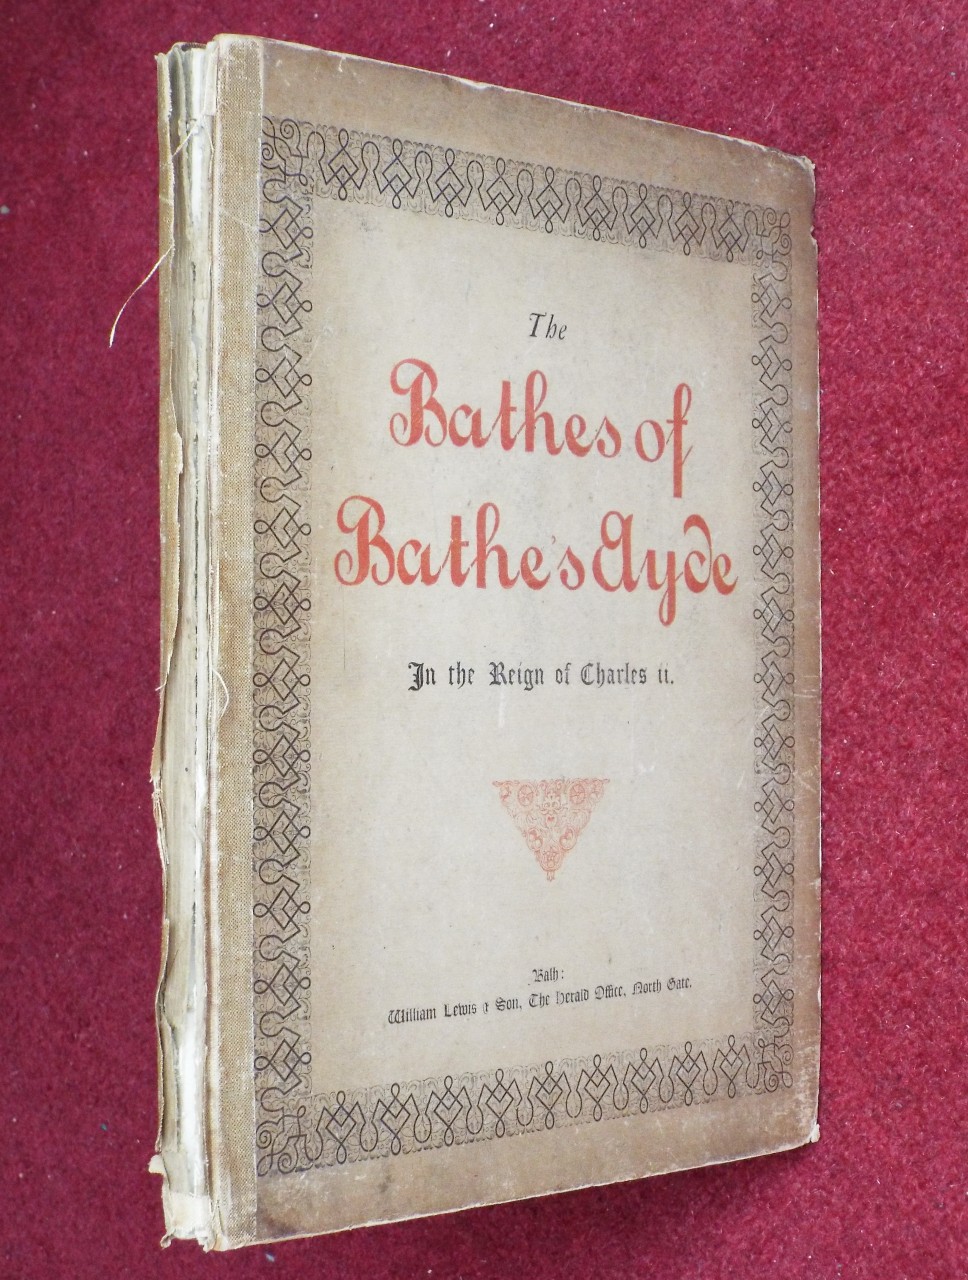 The
Bathes of
Bathe's Ayde
In the Reign of Charles ii.
Bath:
William Lewis & Son, The Herald Office, North Gate.